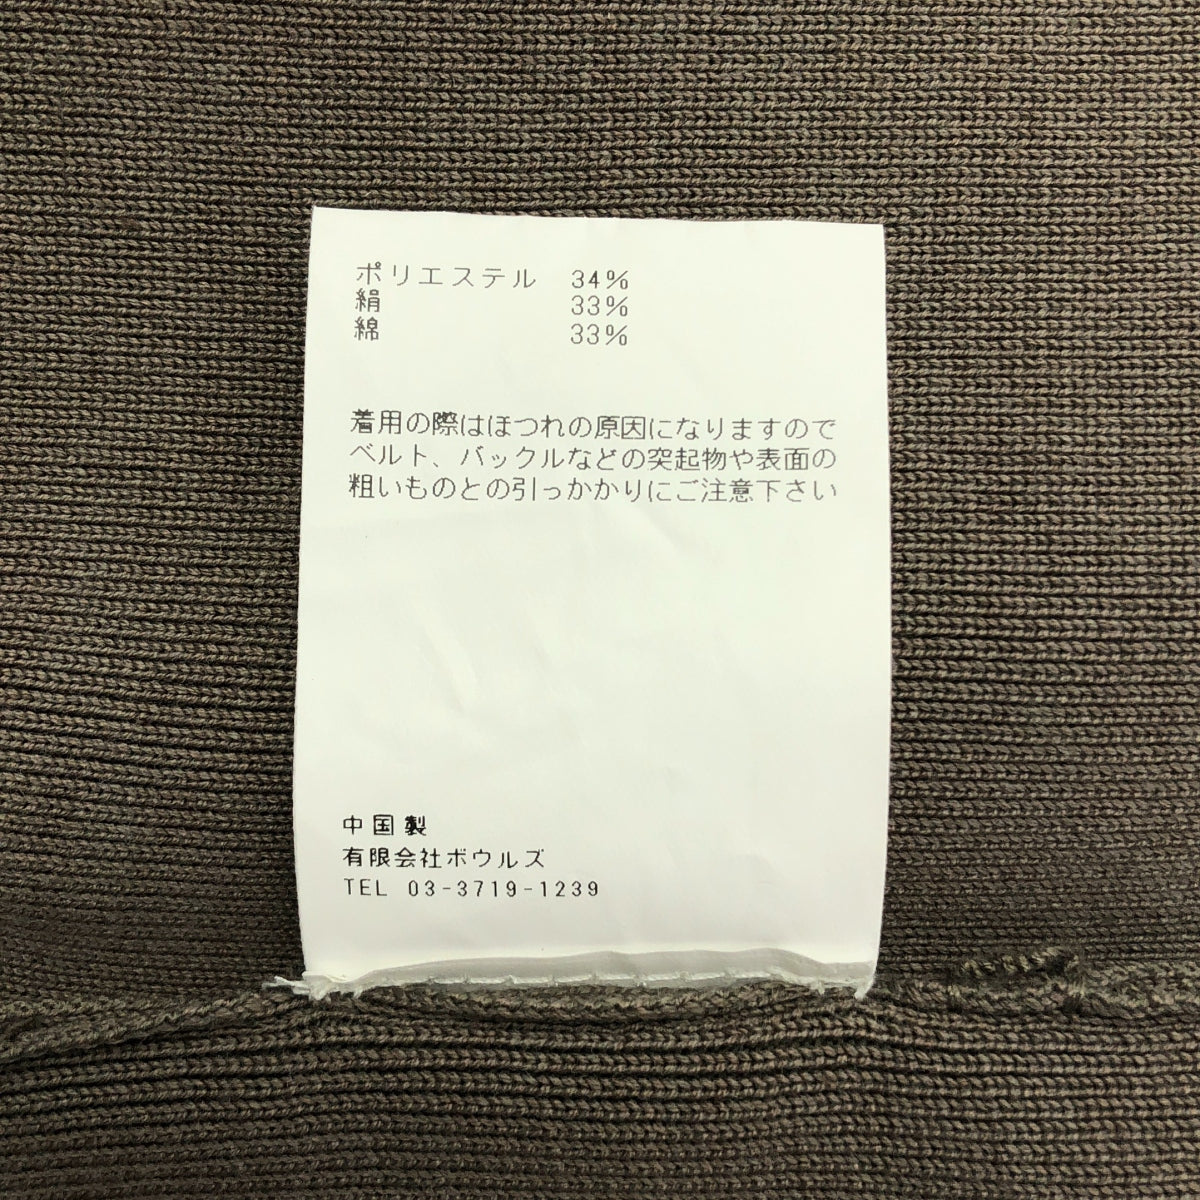 ポリエステル 34%
絹 33%
綿 33%
着用の際はほつれの原因になりますので
ベルト、バックルなどの突起物や表面の
粗いものとの引っかかりにご注意下さい
中国製
有限会社ボウルズ
TEL 03-3719-1239